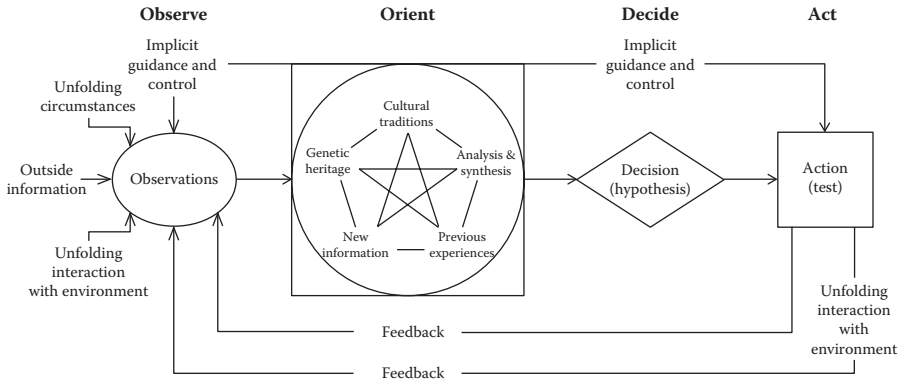 Observe
Orient
Decide
Act
Implicit
guidance and
control
Unfolding
circumstances
Outside
information
Observations
Unfolding
interaction
with environment
Cultural
traditions
Genetic
heritage
Analysis &
synthesis
New
information
Previous
experiences
Implicit
guidance and
control
Decision
(hypothesis)
Action
(test)
Unfolding
interaction
with
environment
Feedback
Feedback